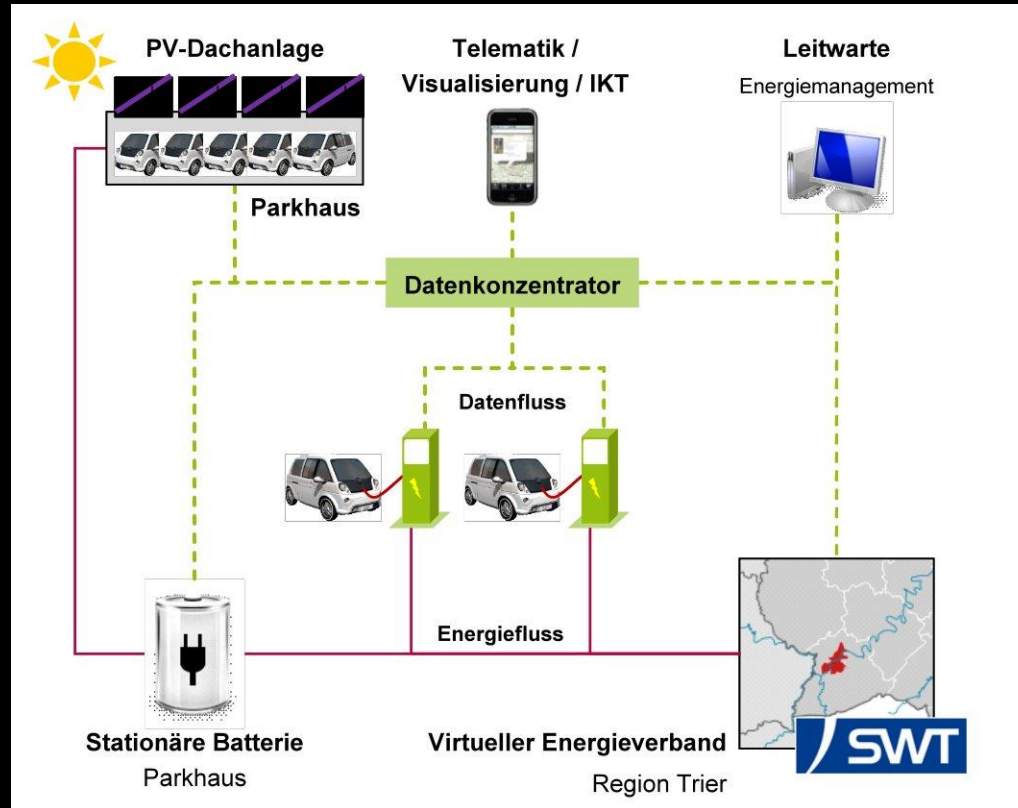 PV-Dachanlage
Telematik /
Visualisierung / IKT
Leitwarte
Energiemanagement
Parkhaus
Datenkonzentrator
Datenfluss
Energiefluss
Stationäre Batterie
Parkhaus
Virtueller Energieverband
Region Trier
SWT